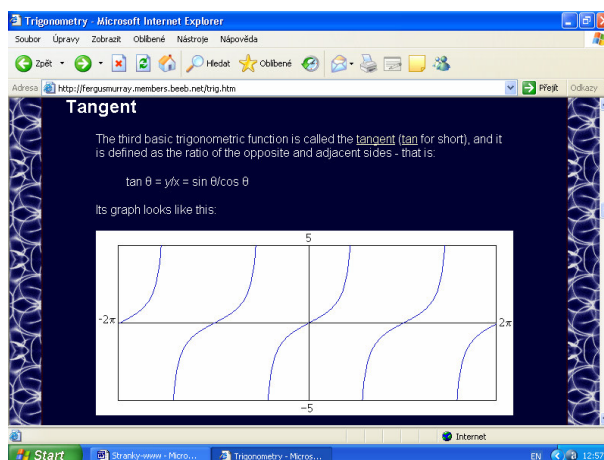 Trigonometry - Microsoft Internet Explorer
Soubor Úpravy Zobrazit Oblíbené Nástroje Nápověda
Zpět Hledat Oblíbené
Adresa http://fergusmurray.members.beeb.net/trig.htm Přejít Odkazy
Tangent
The third basic trigonometric function is called the tangent (tan for short), and it
is defined as the ratio of the opposite and adjacent sides - that is:
tan θ = y/x = sin θ/cos θ
Its graph looks like this:
5
-2π 2π
-5
Internet
Start Stranky-www - Micro... Trigonometry - Micros... EN 12:57